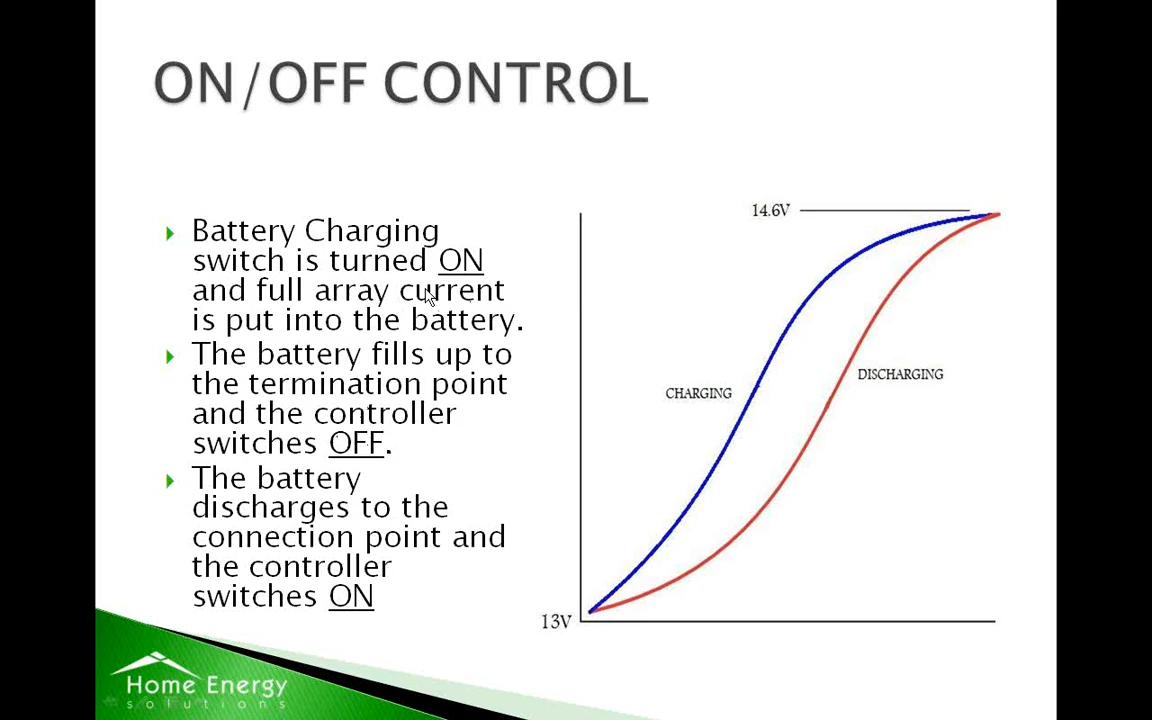 ON/OFF CONTROL
Battery Charging
switch is turned ON
and full array current
is put into the battery.
The battery fills up to
the termination point
and the controller
switches OFF.
The battery
discharges to the
connection point and
the controller
switches ON
14.6V
CHARGING
DISCHARGING
13V
Home Energy
solutions